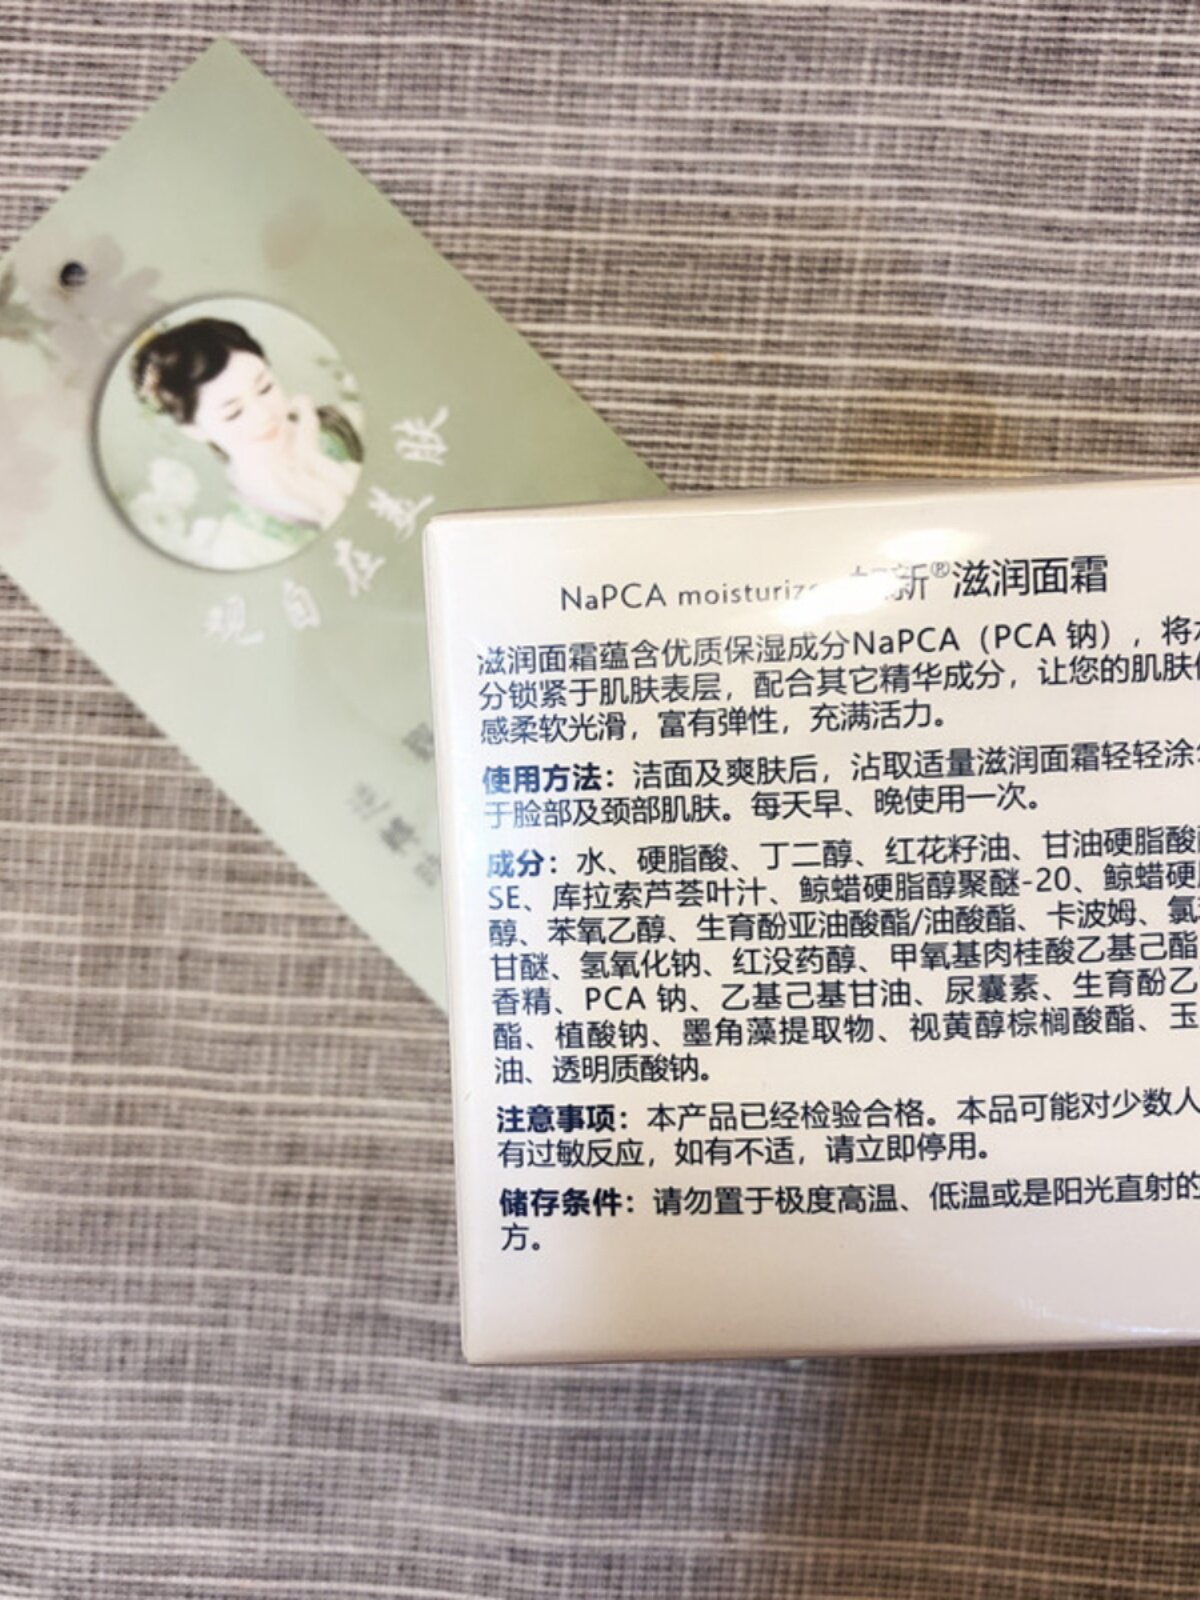 观自在美肤
NaPCA moisturize 新®滋润面霜
滋润面霜蕴含优质保湿成分NaPCA（PCA 钠），将
分锁紧于肌肤表层，配合其它精华成分，让您的肌肤
感柔软光滑，富有弹性，充满活力。
使用方法：洁面及爽肤后，沾取适量滋润面霜轻轻涂
于脸部及颈部肌肤。每天早、晚使用一次。
成分：水、硬脂酸、丁二醇、红花籽油、甘油硬脂酸
SE、库拉索芦荟叶汁、鲸蜡硬脂醇聚醚-20、鲸蜡硬
醇、苯氧乙醇、生育酚亚油酸酯/油酸酯、卡波姆、氯
甘醚、氢氧化钠、红没药醇、甲氧基肉桂酸乙基己酯
香精、PCA 钠、乙基己基甘油、尿囊素、生育酚乙
酯、植酸钠、墨角藻提取物、视黄醇棕榈酸酯、玉
油、透明质酸钠。
注意事项：本产品已经检验合格。本品可能对少数人
有过敏反应，如有不适，请立即停用。
储存条件：请勿置于极度高温、低温或是阳光直射的
方。